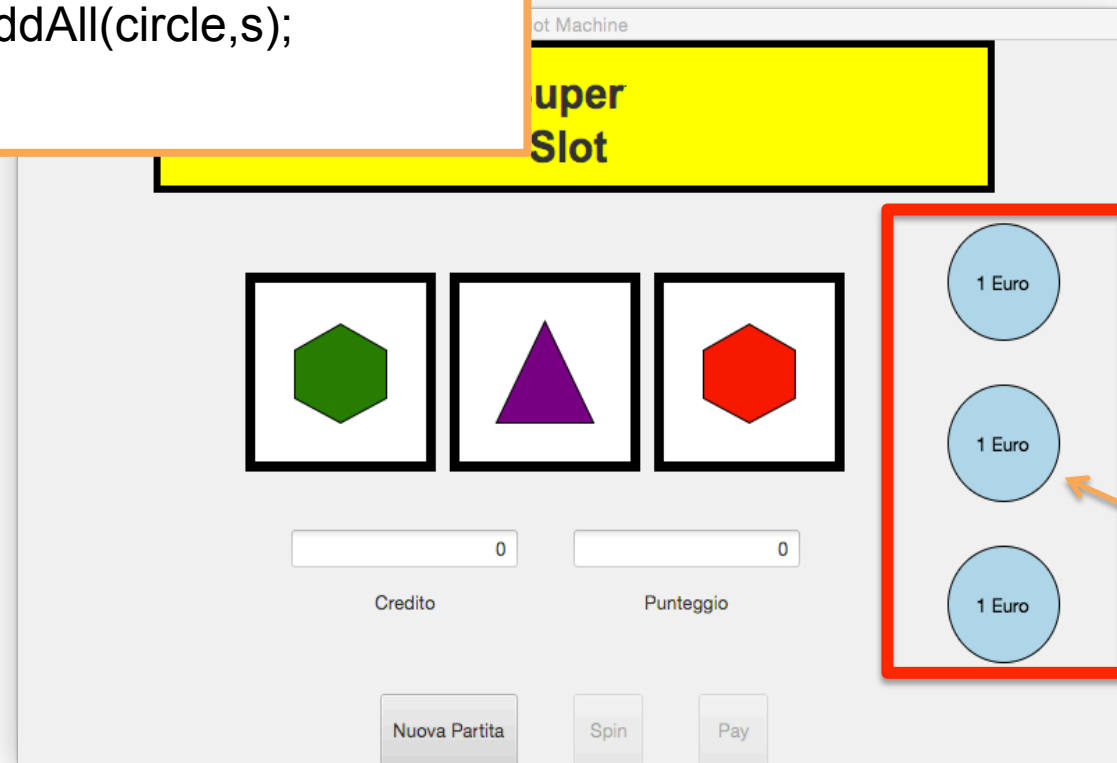 ddAll(circle,s);
ot Machine
uper
Slot
1 Euro
1 Euro
1 Euro
0
0
Credito
Punteggio
Nuova Partita
Spin
Pay